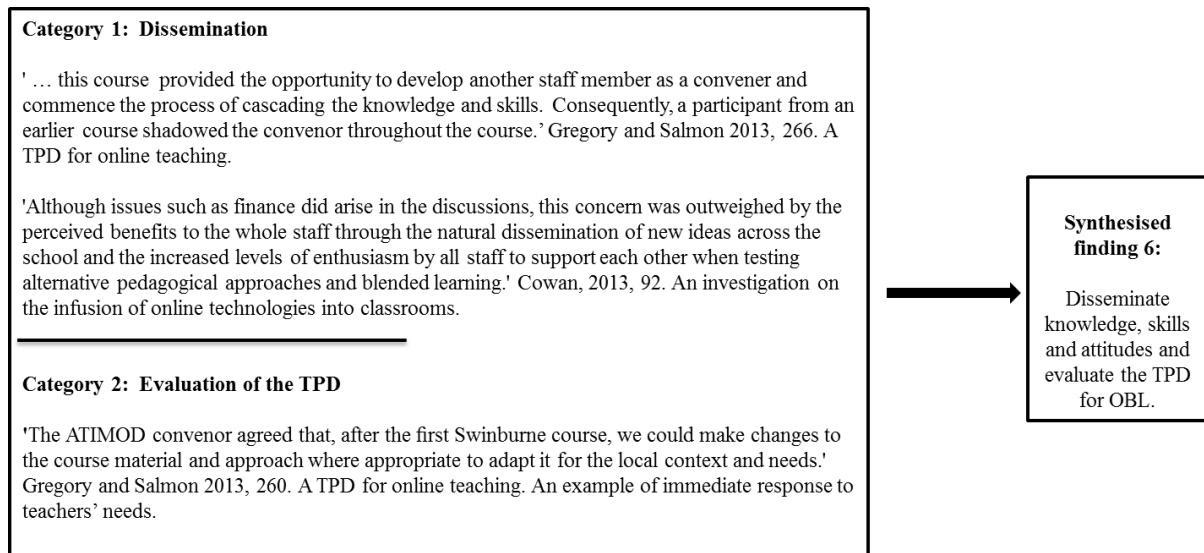 Category 1: Dissemination
' … this course provided the opportunity to develop another staff member as a convener and
commence the process of cascading the knowledge and skills. Consequently, a participant from an
earlier course shadowed the convenor throughout the course.' Gregory and Salmon 2013, 266. A
TPD for online teaching.
'Although issues such as finance did arise in the discussions, this concern was outweighed by the
perceived benefits to the whole staff through the natural dissemination of new ideas across the
school and the increased levels of enthusiasm by all staff to support each other when testing
alternative pedagogical approaches and blended learning.' Cowan, 2013, 92. An investigation on
the infusion of online technologies into classrooms.
Category 2: Evaluation of the TPD
'The ATIMOD convenor agreed that, after the first Swinburne course, we could make changes to
the course material and approach where appropriate to adapt it for the local context and needs.'
Gregory and Salmon 2013, 260. A TPD for online teaching. An example of immediate response to
teachers' needs.
Synthesised
finding 6:
Disseminate
knowledge, skills
and attitudes and
evaluate the TPD
for OBL.